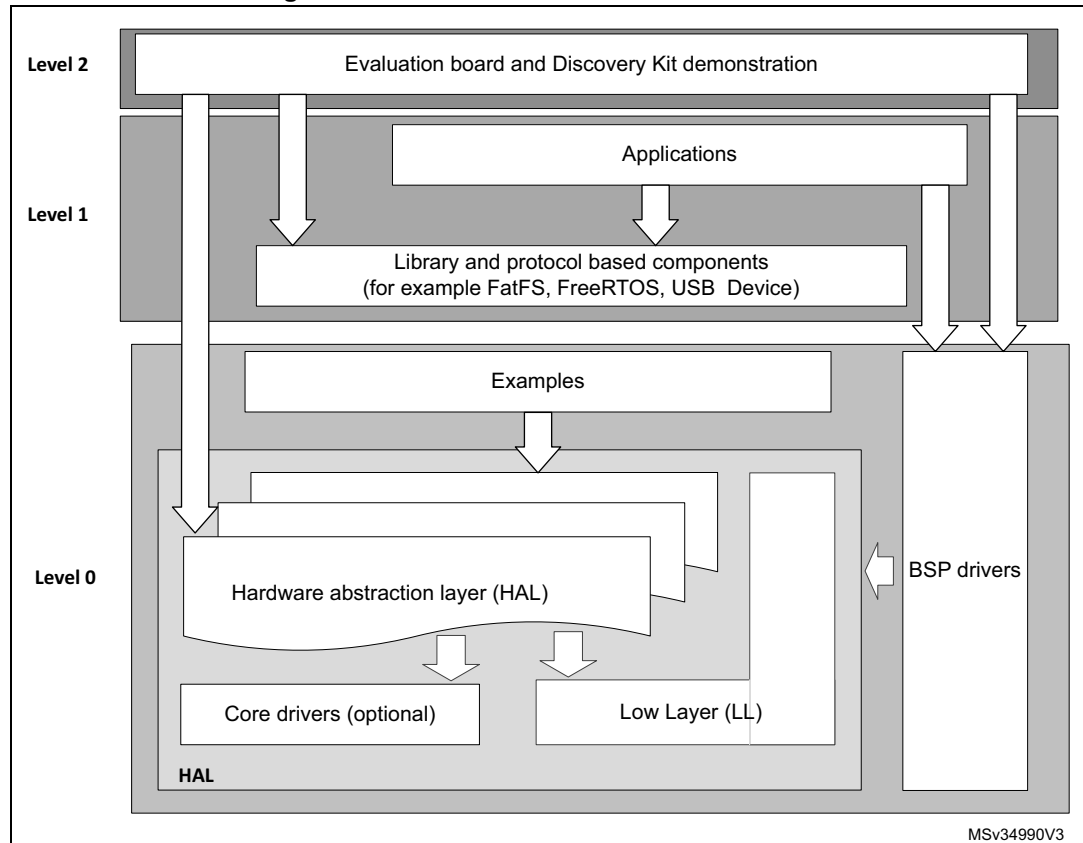 Level 2
Evaluation board and Discovery Kit demonstration
Applications
Level 1
Library and protocol based components
(for example FatFS, FreeRTOS, USB Device)
Examples
Level 0
Hardware abstraction layer (HAL)
BSP drivers
Core drivers (optional)
Low Layer (LL)
HAL
MSv34990V3